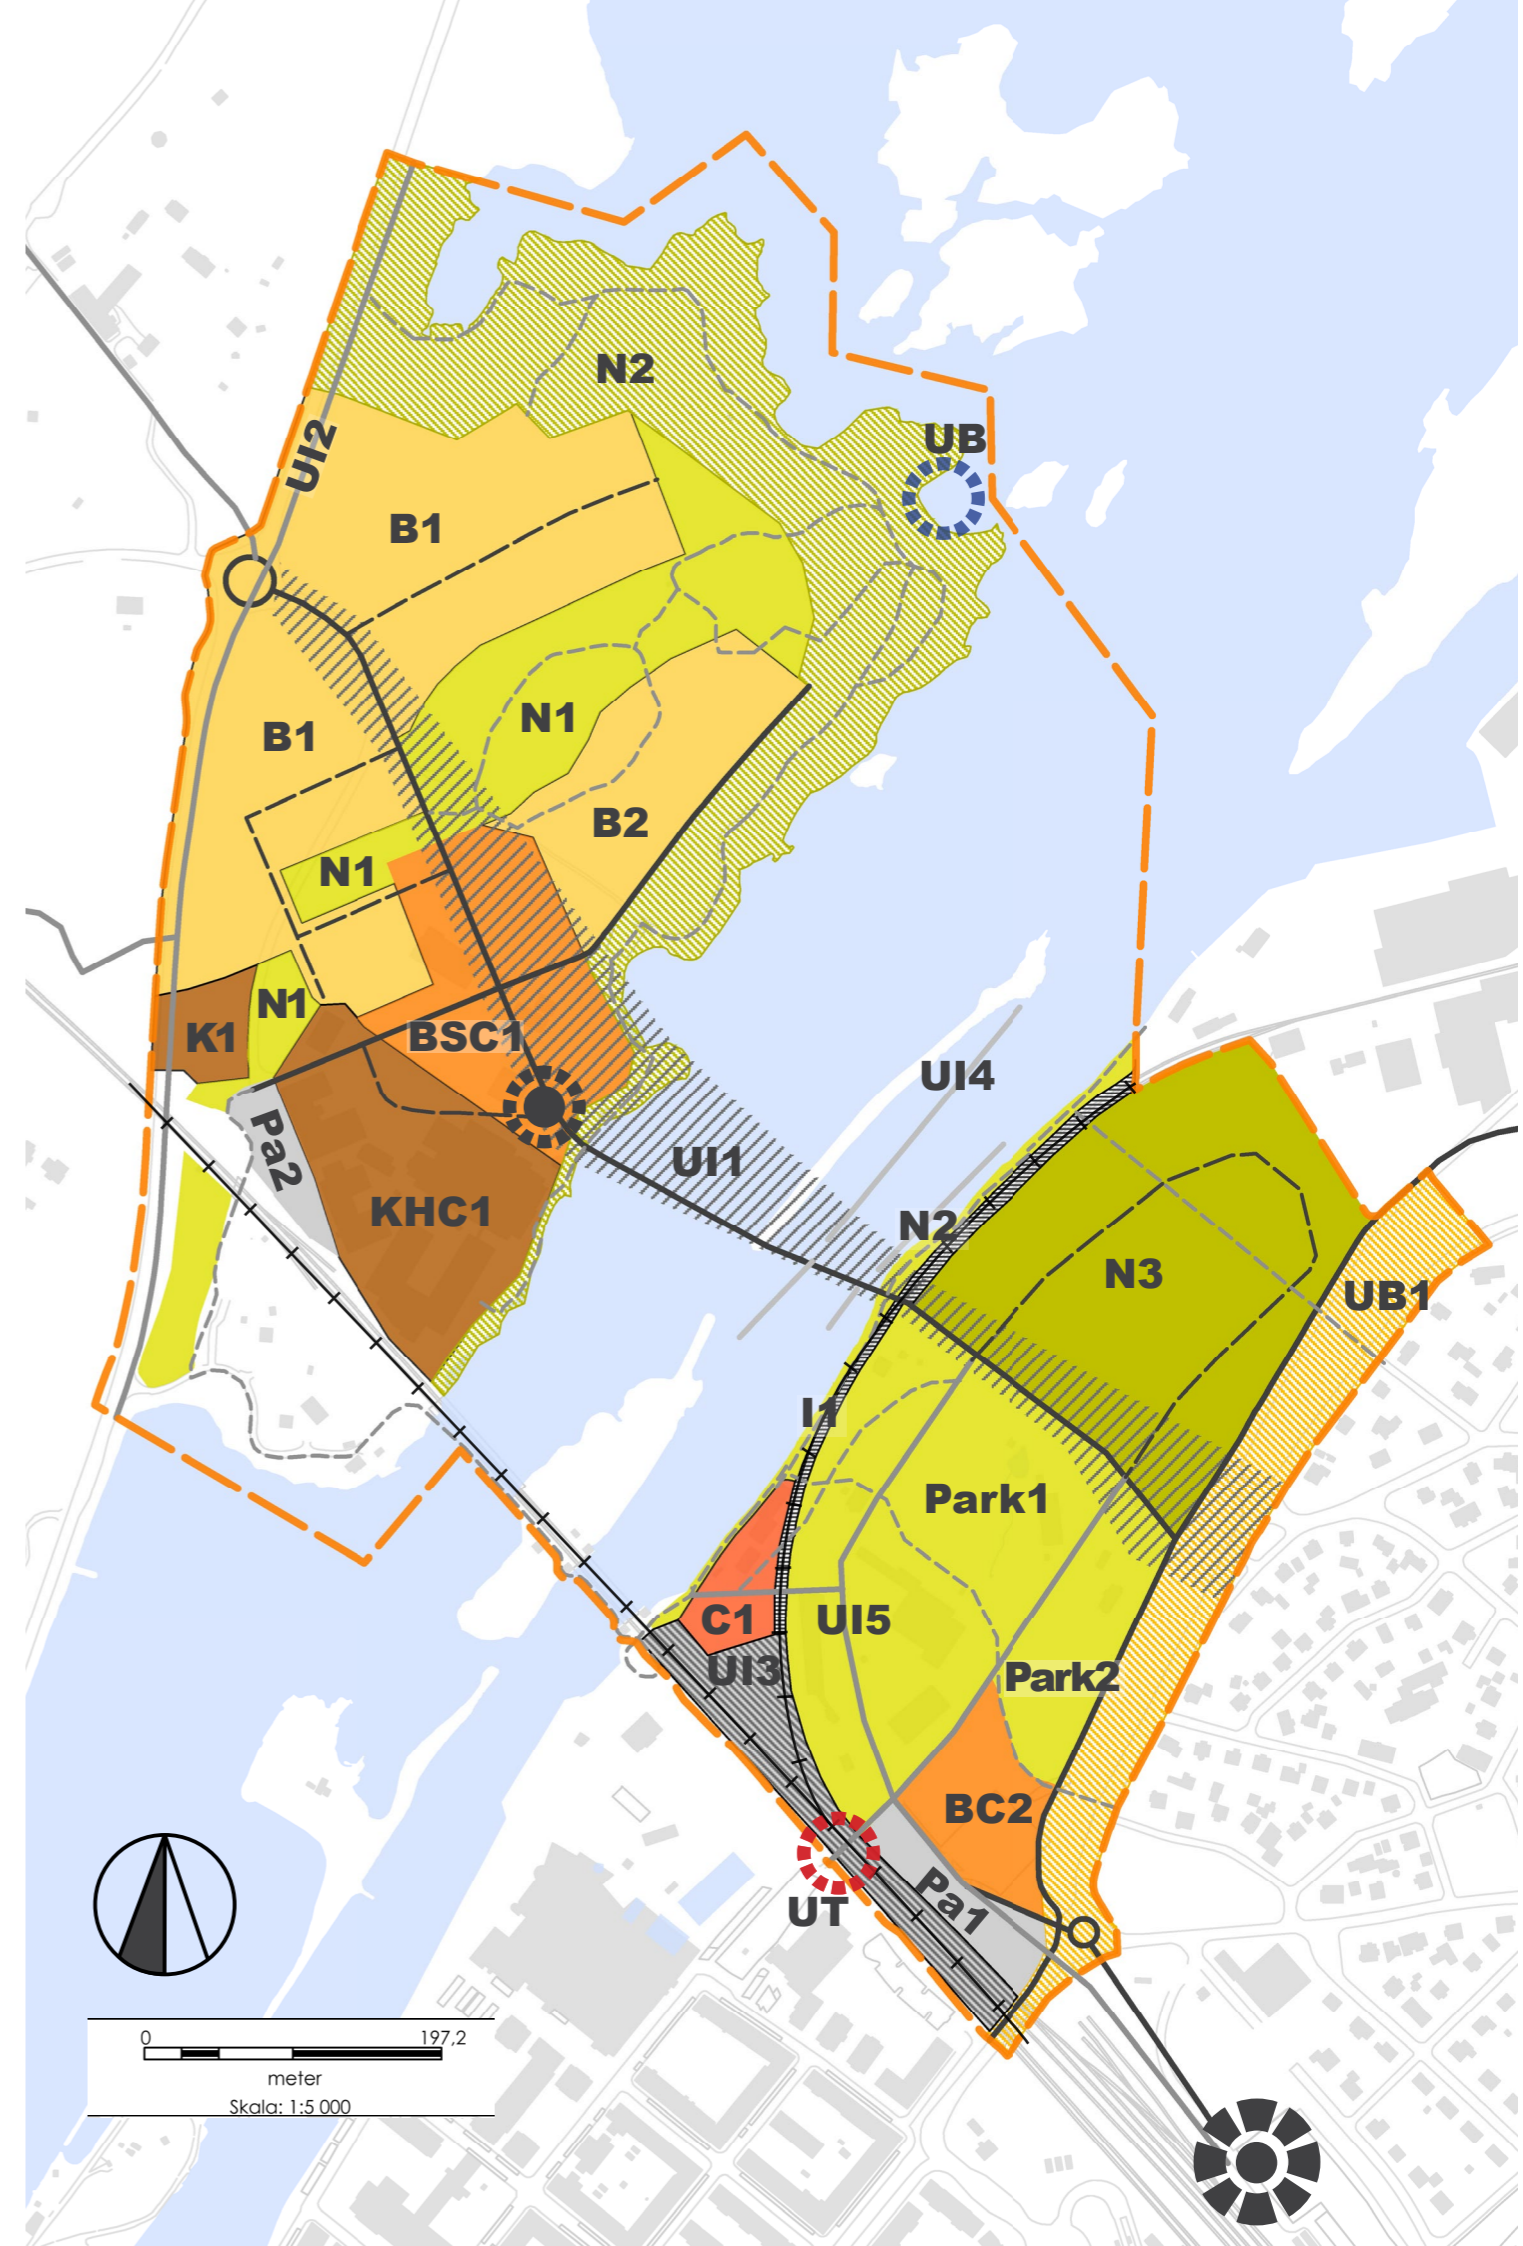 N2
UB
UI2
B1
N1
B1
B2
N1
N1
K1
BSC1
UI4
Pa2
UI1
KHC1
N2
N3
UB1
I1
Park1
C1
UI5
UI3
Park2
BC2
Pa1
UT
0 197,2
meter
Skala: 1:5 000